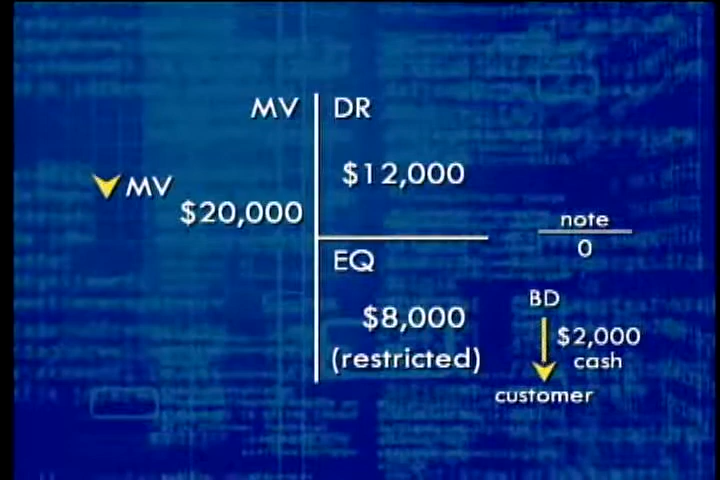 MV
DR
$12,000
MV
$20,000
EQ
$8,000
(restricted)
note
0
BD
$2,000
cash
customer